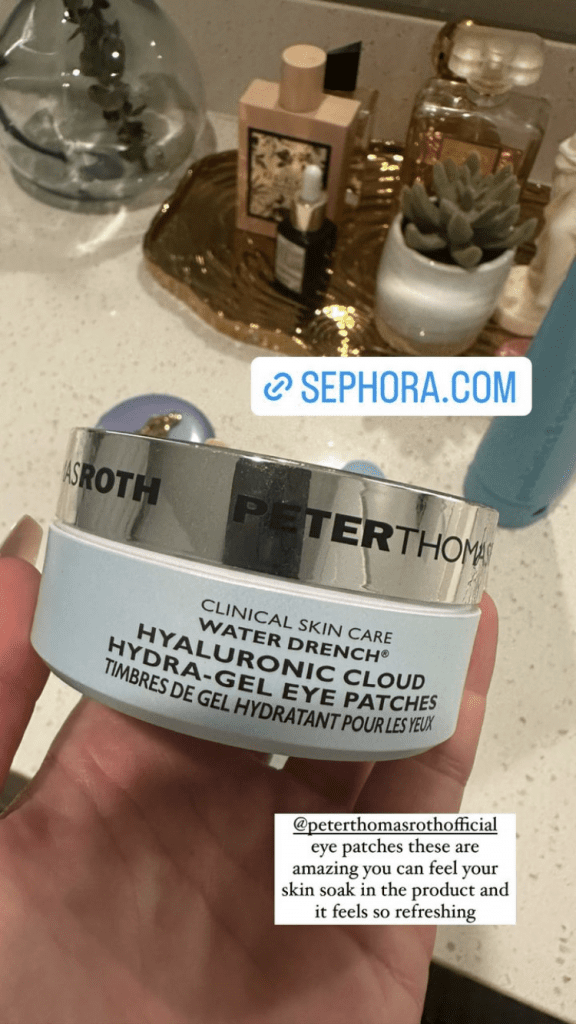 SEPHORA.COM
ROTH
PETERTHOMAS
CLINICAL SKIN CARE
WATER DRENCH®
HYALURONIC CLOUD
HYDRA-GEL EYE PATCHES
TIMBRES DE GEL HYDRATANT POUR LES YEUX
@peterthomasrothofficial
eye patches these are
amazing you can feel your
skin soak in the product and
it feels so refreshing